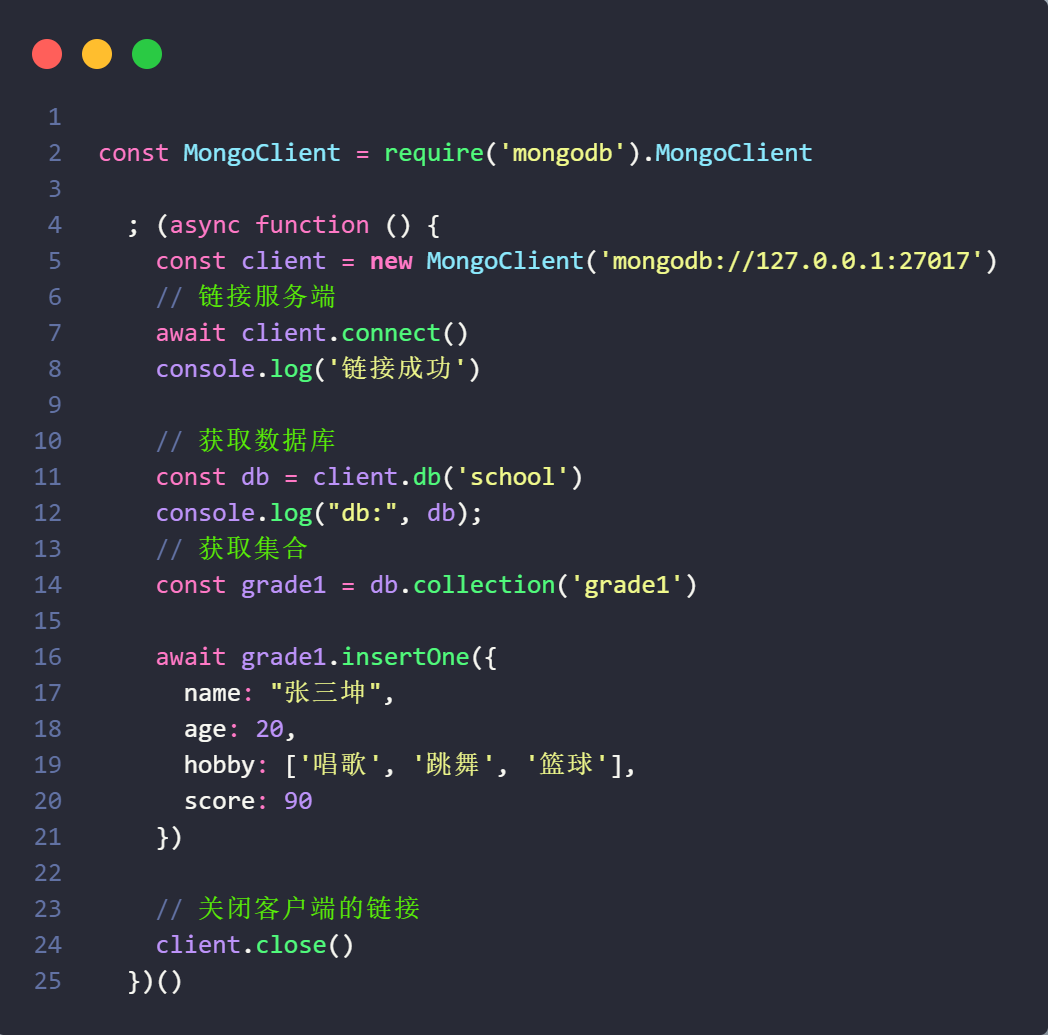 1
2 const MongoClient = require('mongodb').MongoClient
3
4   ; (async function () {
5     const client = new MongoClient('mongodb://127.0.0.1:27017')
6     // 链接服务端
7     await client.connect()
8     console.log('链接成功')
9
10     // 获取数据库
11     const db = client.db('school')
12     console.log("db:", db);
13     // 获取集合
14     const grade1 = db.collection('grade1')
15
16     await grade1.insertOne({
17       name: "张三坤",
18       age: 20,
19       hobby: ['唱歌', '跳舞', '篮球'],
20       score: 90
21     })
22
23     // 关闭客户端的链接
24     client.close()
25   })()